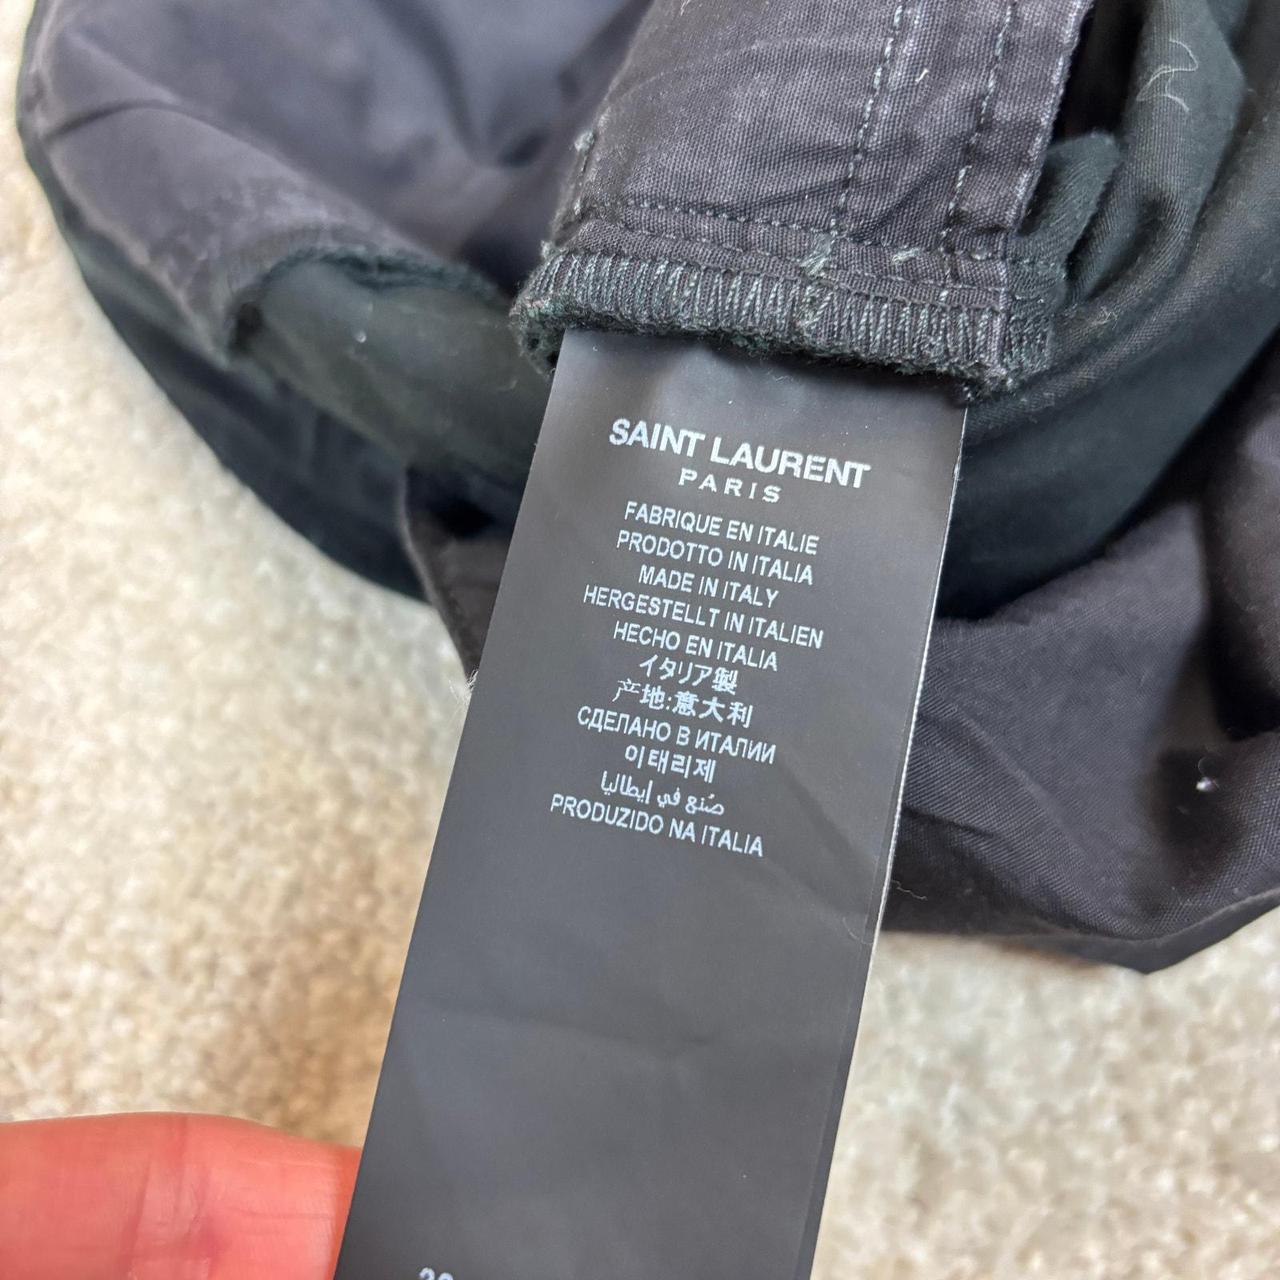 SAINT LAURENT
PARIS
FABRIQUE EN ITALIE
PRODOTTO IN ITALIA
MADE IN ITALY
HERGESTELLT IN ITALIEN
HECHO EN ITALIA
イタリア製
产地:意大利
СДЕЛАНО В ИТАЛИИ
이태리제
صُنع في إيطاليا
PRODUZIDO NA ITALIA